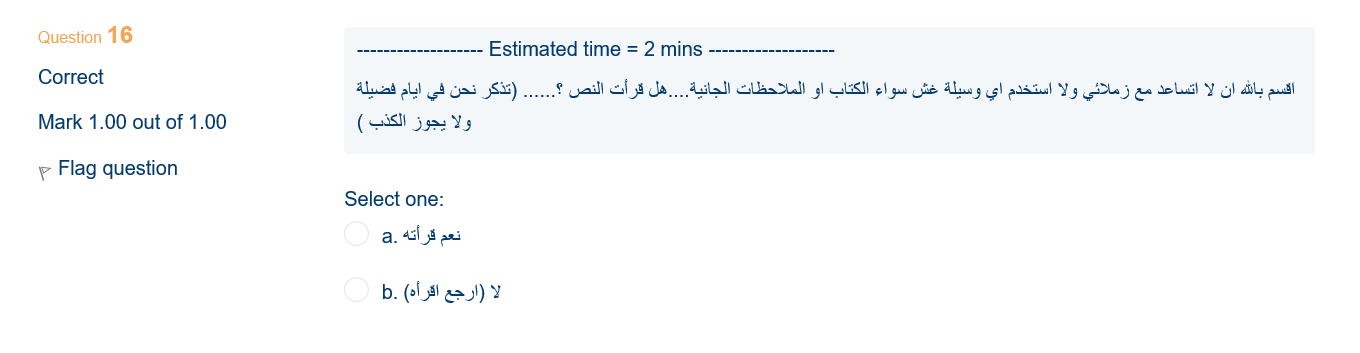 Question 16
Correct
Mark 1.00 out of 1.00
Flag question
------------------- Estimated time = 2 mins -------------------
اقسم بالله ان لا اتساعد مع زملائي ولا استخدم اي وسيلة غش سواء الكتاب او الملاحظات الجانية....هل قرأت النص ؟...... (تذكر نحن في ايام فضيلة
ولا يجوز الكذب )
Select one:
a. نعم قرأته
b. لا (ارجع اقرأه)